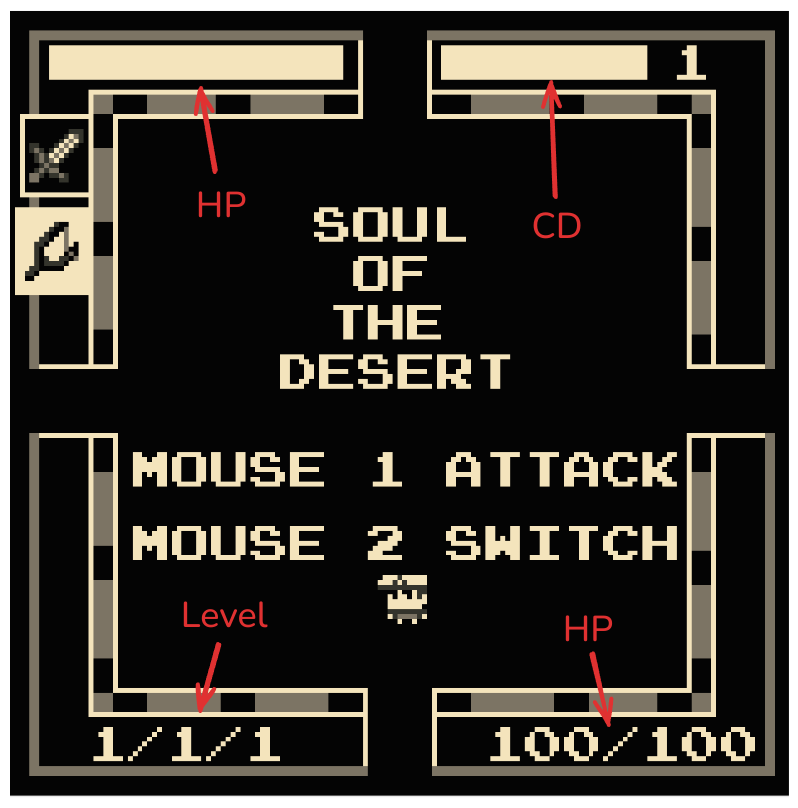 1
HP
CD
SOUL
OF
THE
DESERT
MOUSE 1 ATTACK
MOUSE 2 SWITCH
Level
HP
1/1/1
100/100